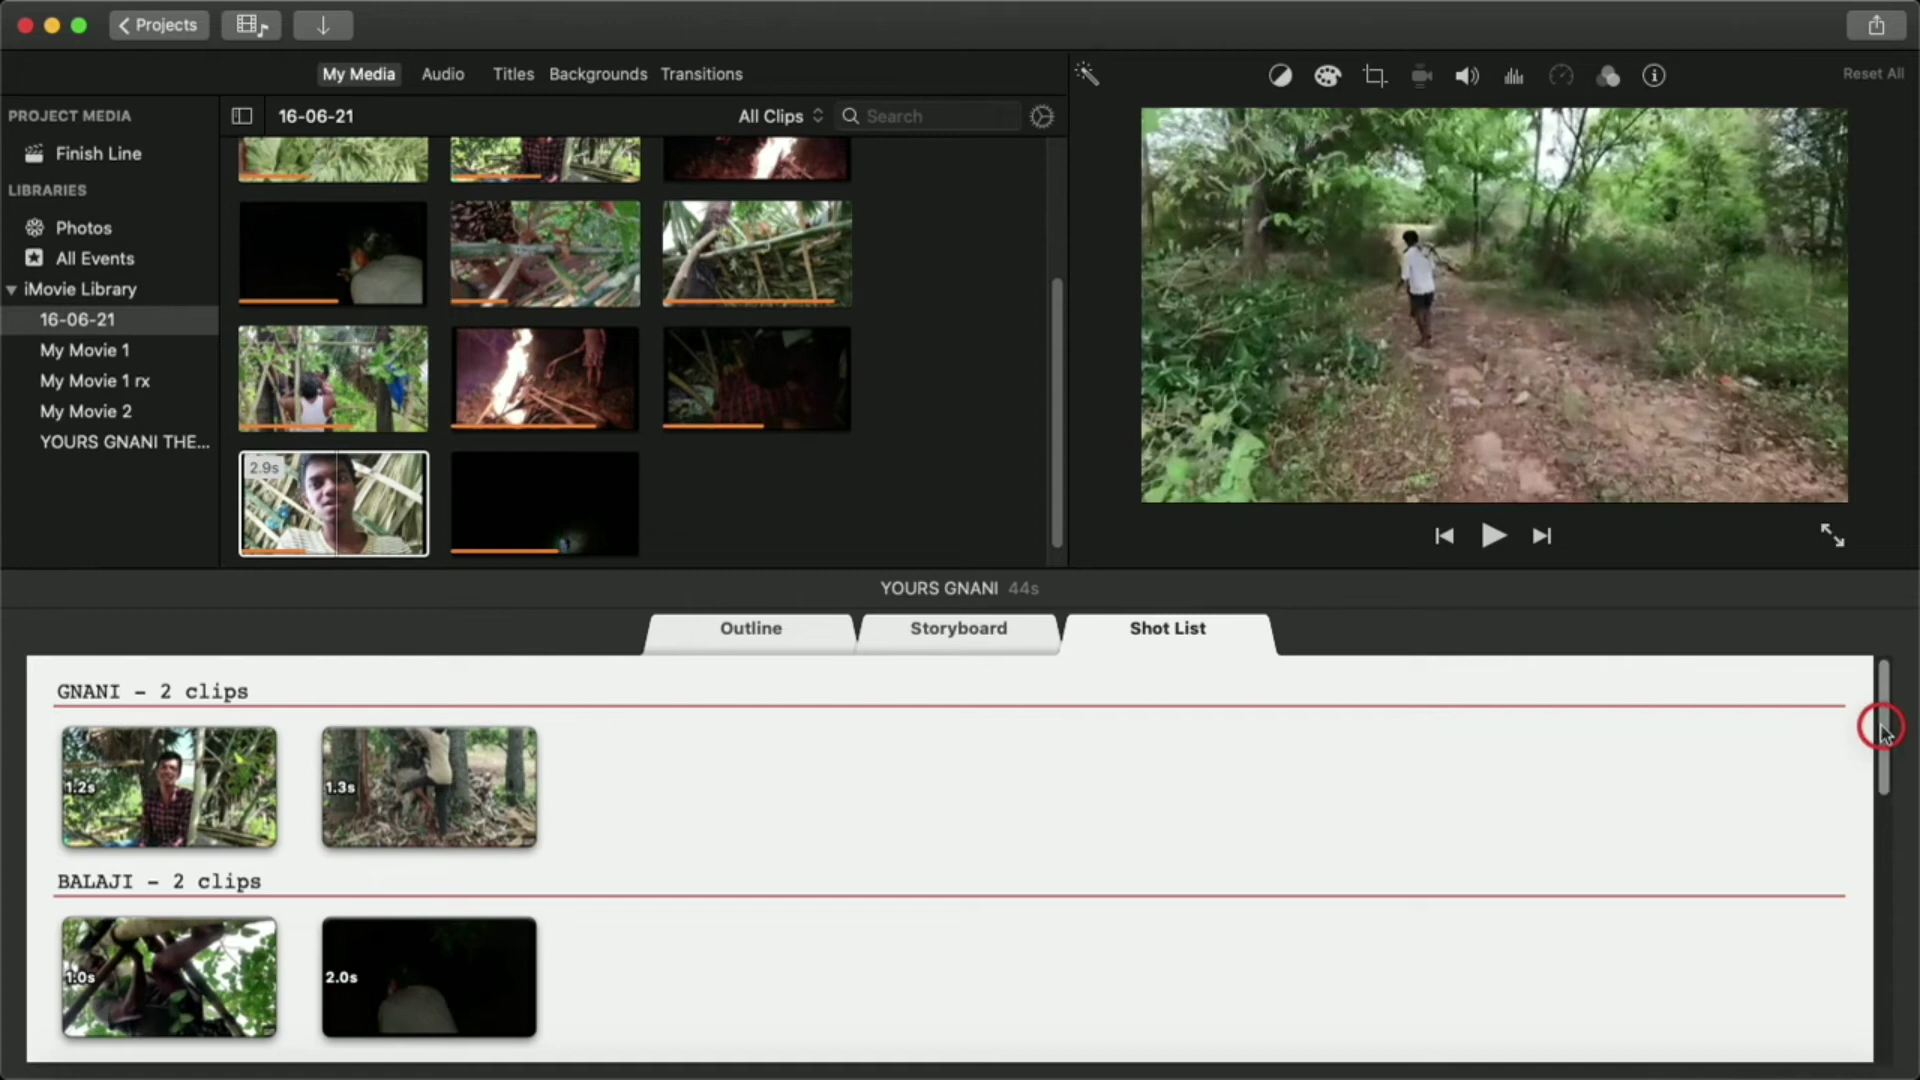 Projects
My Media
Audio
Titles
Backgrounds
Transitions
Reset All
PROJECT MEDIA
Finish Line
LIBRARIES
Photos
All Events
iMovie Library
16-06-21
My Movie 1
My Movie 1 rx
My Movie 2
YOURS GNANI THE...
16-06-21
All Clips
Search
2.9s
YOURS GNANI 44s
Outline
Storyboard
Shot List
GNANI - 2 clips
1.2s
1.3s
BALAJI - 2 clips
1.0s
2.0s